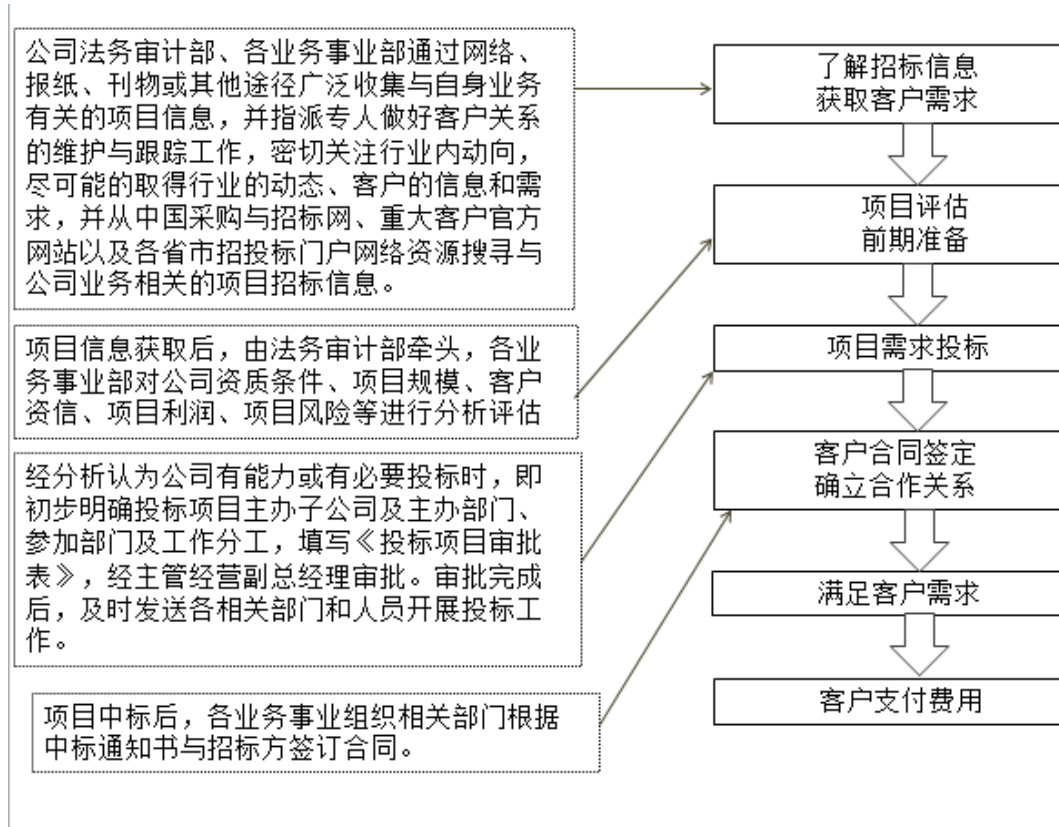 公司法务审计部、各业务事业部通过网络、
报纸、刊物或其他途径广泛收集与自身业务
有关的项目信息，并指派专人做好客户关系
的维护与跟踪工作，密切关注行业内动向，
尽可能的取得行业的动态、客户的信息和需
求，并从中国采购与招标网、重大客户官方
网站以及各省市招投标门户网络资源搜寻与
公司业务相关的项目招标信息。
项目信息获取后，由法务审计部牵头，各业
务事业部对公司资质条件、项目规模、客户
资信、项目利润、项目风险等进行分析评估
经分析认为公司有能力或有必要投标时，即
初步明确投标项目主办子公司及主办部门、
参加部门及工作分工，填写《投标项目审批
表》，经主管经营副总经理审批。审批完成
后，及时发送各相关部门和人员开展投标工
作。
项目中标后，各业务事业组织相关部门根据
中标通知书与招标方签订合同。
了解招标信息
获取客户需求
项目评估
前期准备
项目需求投标
客户合同签定
确立合作关系
满足客户需求
客户支付费用